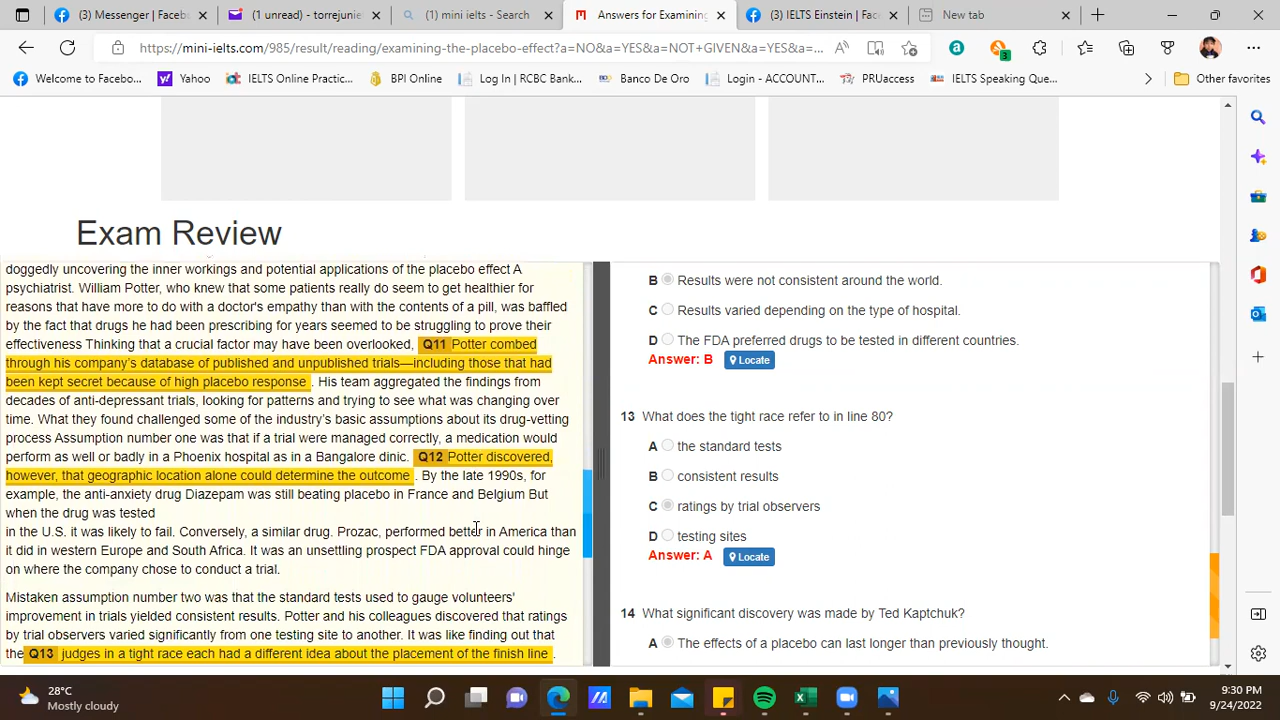 (3) Messenger | Faceb
(1 unread) - torrejunie
(1) mini ielts - Search
Answers for Examining
(3) IELTS Einstein | Fac
New tab
https://mini-ielts.com/985/result/reading/examining-the-placebo-effect?a=NO&a=YES&a=NOT+GIVEN&a=YES&a=...
3
Welcome to Facebo...
Yahoo
IELTS Online Practic...
BPI Online
Log In | RCBC Bank...
Banco De Oro
Login - ACCOUNT...
PRUaccess
IELTS Speaking Que...
Other favorites
Exam Review
doggedly uncovering the inner workings and potential applications of the placebo effect A
psychiatrist. William Potter, who knew that some patients really do seem to get healthier for
reasons that have more to do with a doctor's empathy than with the contents of a pill, was baffled
by the fact that drugs he had been prescribing for years seemed to be struggling to prove their
effectiveness Thinking that a crucial factor may have been overlooked, Q11 Potter combed
through his company's database of published and unpublished trials—including those that had
been kept secret because of high placebo response . His team aggregated the findings from
decades of anti-depressant trials, looking for patterns and trying to see what was changing over
time. What they found challenged some of the industry's basic assumptions about its drug-vetting
process Assumption number one was that if a trial were managed correctly, a medication would
perform as well or badly in a Phoenix hospital as in a Bangalore dinic. Q12 Potter discovered,
however, that geographic location alone could determine the outcome . By the late 1990s, for
example, the anti-anxiety drug Diazepam was still beating placebo in France and Belgium But
when the drug was tested
in the U.S. it was likely to fail. Conversely, a similar drug. Prozac, performed better in America than
it did in western Europe and South Africa. It was an unsettling prospect FDA approval could hinge
on where the company chose to conduct a trial.
Mistaken assumption number two was that the standard tests used to gauge volunteers'
improvement in trials yielded consistent results. Potter and his colleagues discovered that ratings
by trial observers varied significantly from one testing site to another. It was like finding out that
the Q13 judges in a tight race each had a different idea about the placement of the finish line .
B Results were not consistent around the world.
C Results varied depending on the type of hospital.
D The FDA preferred drugs to be tested in different countries.
Answer: B Locate
13 What does the tight race refer to in line 80?
A the standard tests
B consistent results
C ratings by trial observers
D testing sites
Answer: A Locate
14 What significant discovery was made by Ted Kaptchuk?
A The effects of a placebo can last longer than previously thought.
28°C
Mostly cloudy
9:30 PM
9/24/2022